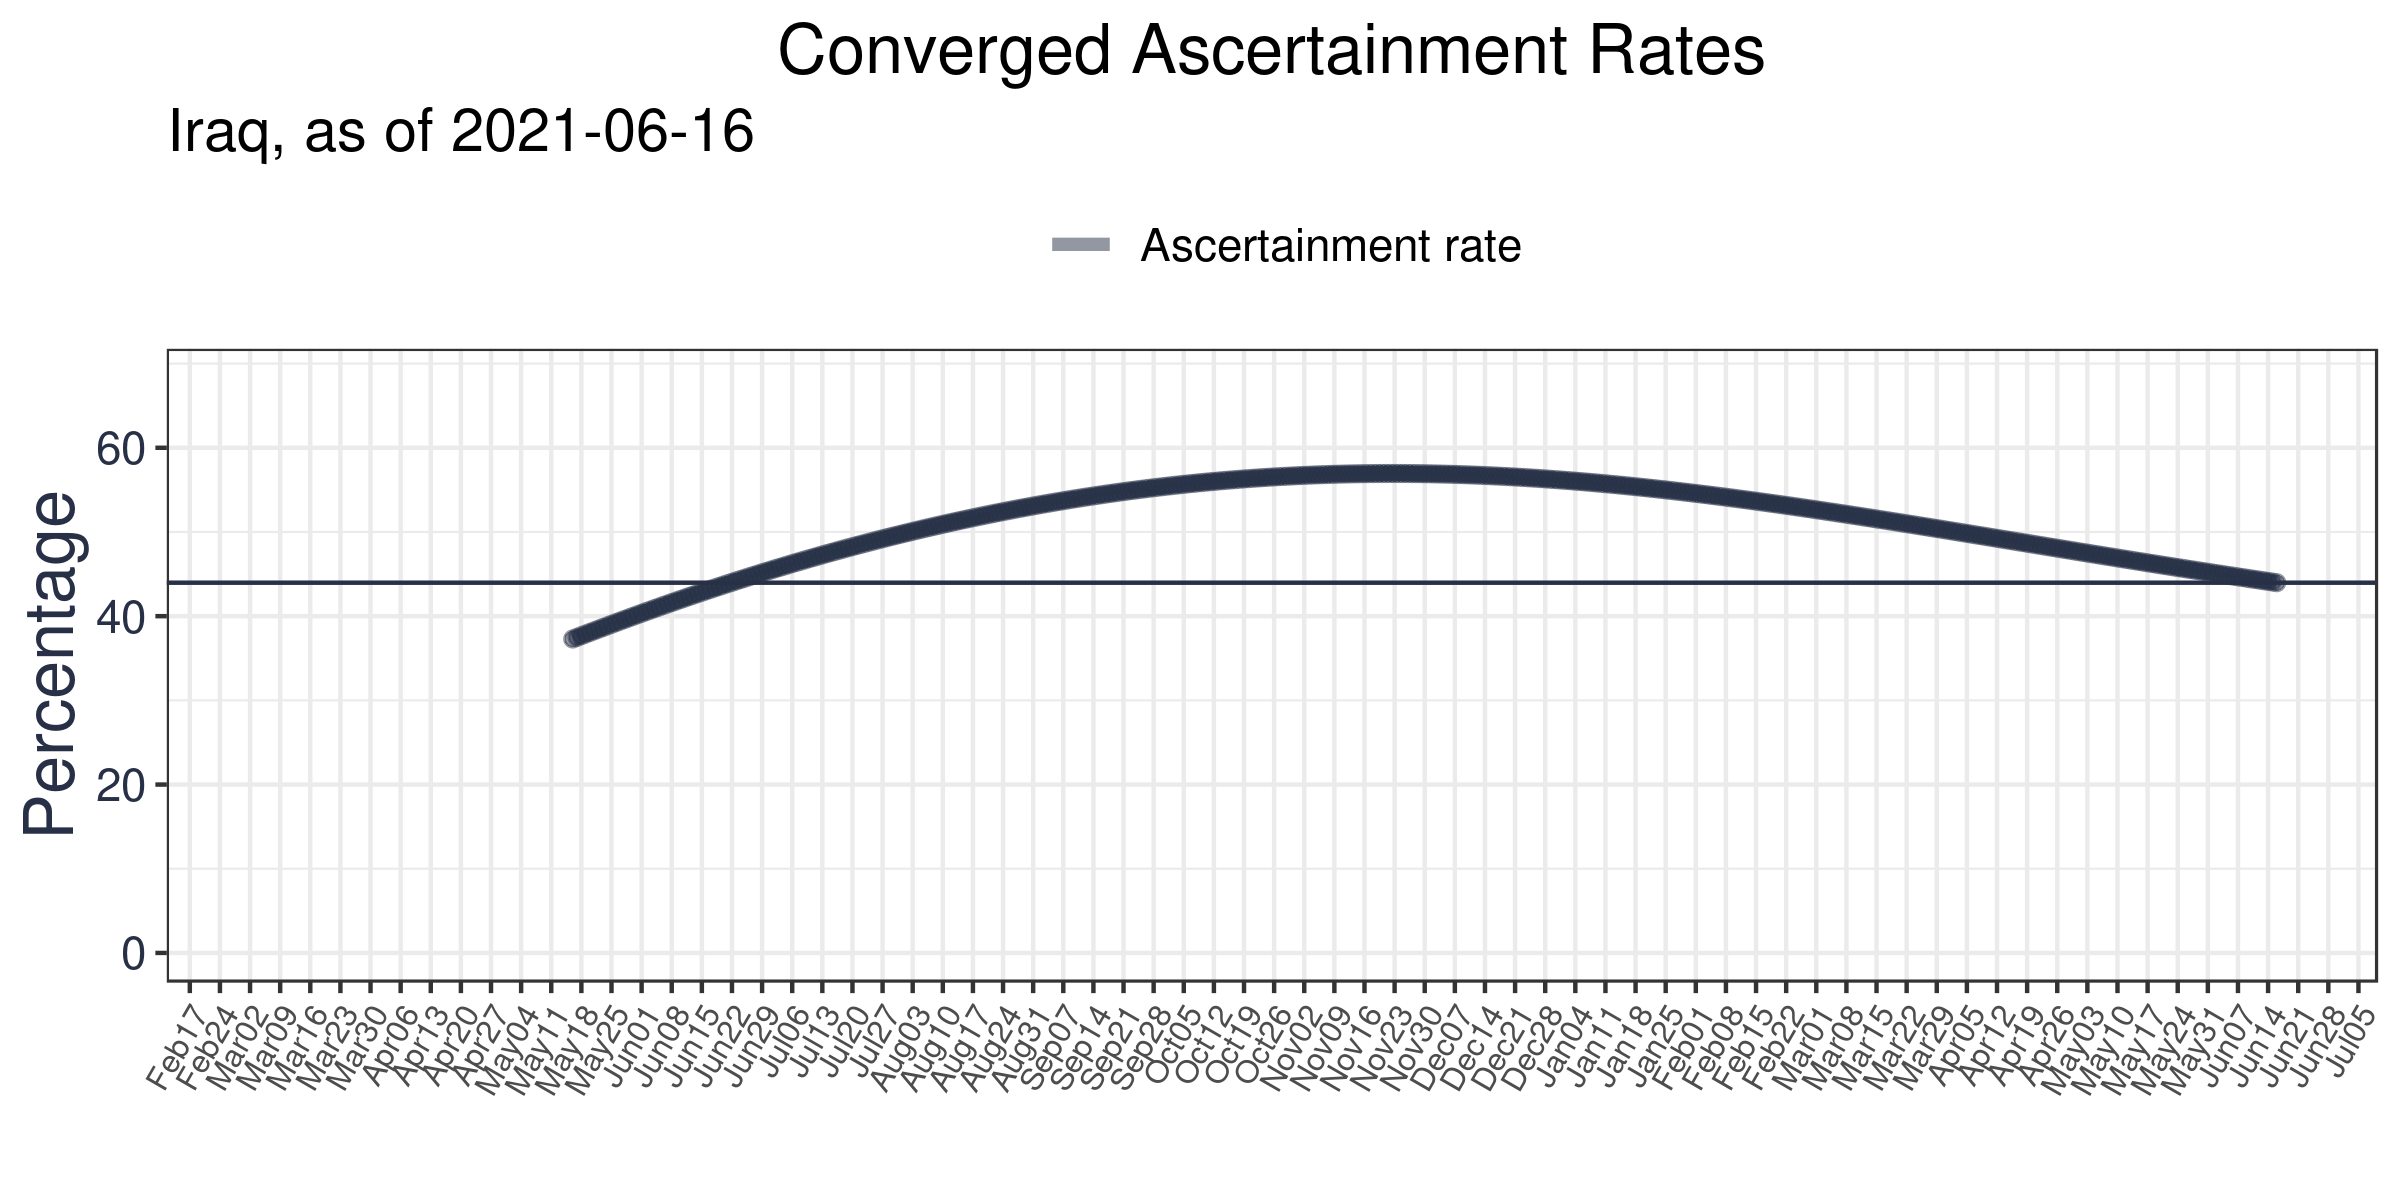 Converged Ascertainment Rates
Iraq, as of 2021-06-16
Ascertainment rate
Percentage
60
40
20
0
Feb17 Feb24 Mar02 Mar09 Mar16 Mar23 Mar30 Apr06 Apr13 Apr20 Apr27 May04 May11 May18 May25 Jun01 Jun08 Jun15 Jun22 Jun29 Jul06 Jul13 Jul20 Jul27 Aug03 Aug10 Aug17 Aug24 Aug31 Sep07 Sep14 Sep21 Sep28 Oct05 Oct12 Oct19 Oct26 Nov02 Nov09 Nov16 Nov23 Nov30 Dec07 Dec14 Dec21 Dec28 Jan04 Jan11 Jan18 Jan25 Feb01 Feb08 Feb15 Feb22 Mar01 Mar08 Mar15 Mar22 Mar29 Apr05 Apr12 Apr19 Apr26 May03 May10 May17 May24 May31 Jun07 Jun14 Jun21 Jun28 Jul05